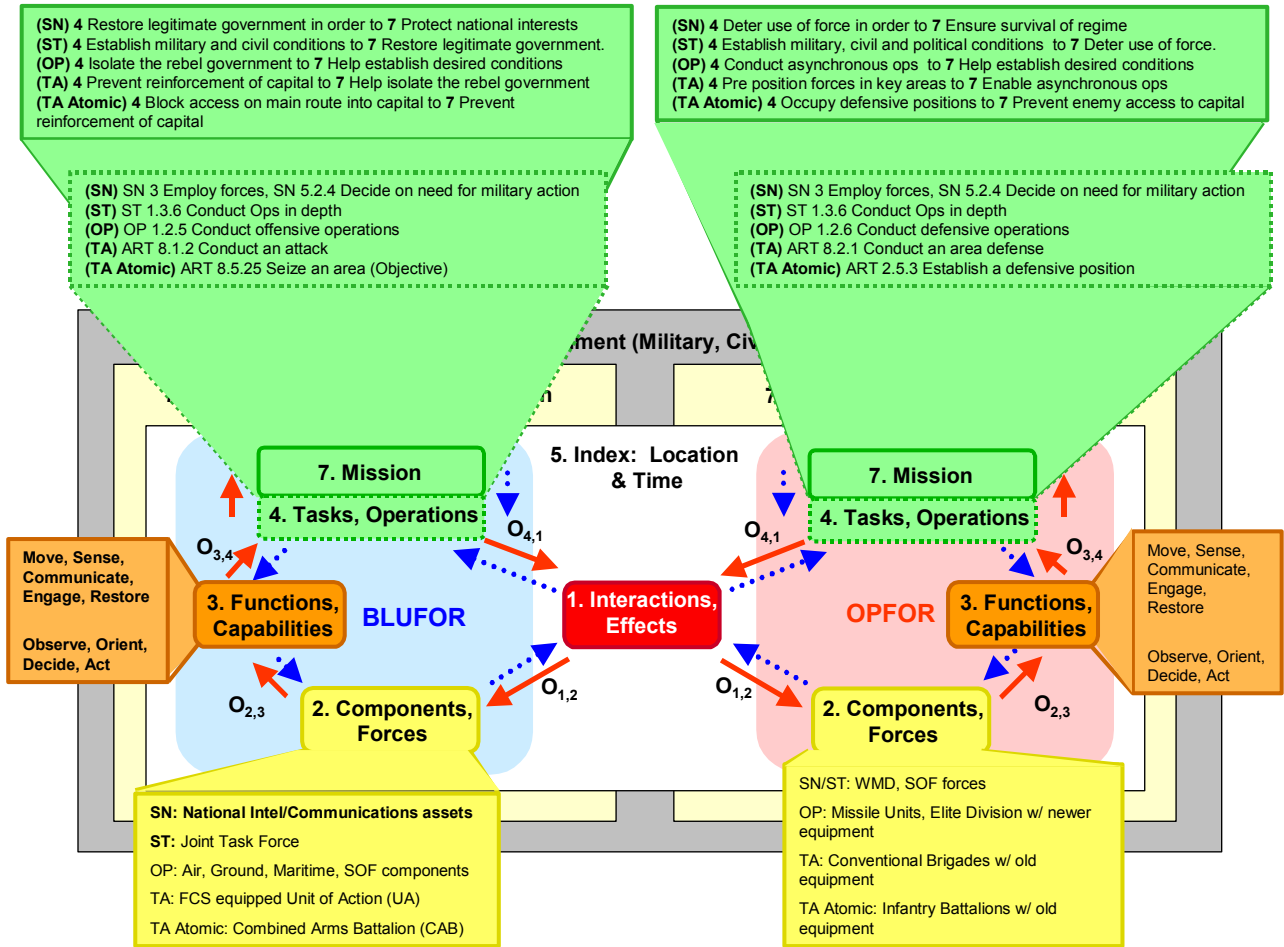 (SN) 4 Restore legitimate government in order to 7 Protect national interests
(ST) 4 Establish military and civil conditions to 7 Restore legitimate government.
(OP) 4 Isolate the rebel government to 7 Help establish desired conditions
(TA) 4 Prevent reinforcement of capital to 7 Help isolate the rebel government
(TA Atomic) 4 Block access on main route into capital to 7 Prevent
reinforcement of capital
(SN) 4 Deter use of force in order to 7 Ensure survival of regime
(ST) 4 Establish military, civil and political conditions to 7 Deter use of force.
(OP) 4 Conduct asynchronous ops to 7 Help establish desired conditions
(TA) 4 Pre position forces in key areas to 7 Enable asynchronous ops
(TA Atomic) 4 Occupy defensive positions to 7 Prevent enemy access to capital
(SN) SN 3 Employ forces, SN 5.2.4 Decide on need for military action
(ST) ST 1.3.6 Conduct Ops in depth
(OP) OP 1.2.5 Conduct offensive operations
(TA) ART 8.1.2 Conduct an attack
(TA Atomic) ART 8.5.25 Seize an area (Objective)
(SN) SN 3 Employ forces, SN 5.2.4 Decide on need for military action
(ST) ST 1.3.6 Conduct Ops in depth
(OP) OP 1.2.6 Conduct defensive operations
(TA) ART 8.2.1 Conduct an area defense
(TA Atomic) ART 2.5.3 Establish a defensive position
(Military,
5. Index: Location
& Time
7. Mission
4. Tasks, Operations
7. Mission
4. Tasks, Operations
O4,1
O4,1
O3,4
O3,4
Move, Sense,
Communicate,
Engage, Restore
Observe, Orient,
Decide, Act
3. Functions,
Capabilities
BLUFOR
1. Interactions,
Effects
OPFOR
3. Functions,
Capabilities
Move, Sense,
Communicate,
Engage,
Restore
Observe, Orient,
Decide, Act
O2,3
O1,2
O1,2
O2,3
2. Components,
Forces
2. Components,
Forces
SN: National Intel/Communications assets
ST: Joint Task Force
OP: Air, Ground, Maritime, SOF components
TA: FCS equipped Unit of Action (UA)
TA Atomic: Combined Arms Battalion (CAB)
SN/ST: WMD, SOF forces
OP: Missile Units, Elite Division w/ newer
equipment
TA: Conventional Brigades w/ old
equipment
TA Atomic: Infantry Battalions w/ old
equipment